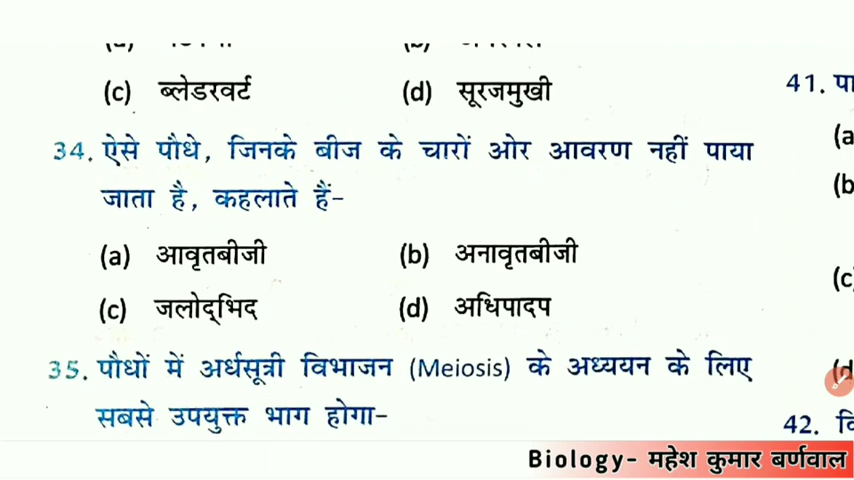 (c) ब्लेडरवर्ट (d) सूरजमुखी
34. ऐसे पौधे, जिनके बीज के चारों ओर आवरण नहीं पाया
जाता है, कहलाते हैं-
(a) आवृतबीजी (b) अनावृतबीजी
(c) जलोद्भिद (d) अधिपादप
35. पौधों में अर्धसूत्री विभाजन (Meiosis) के अध्ययन के लिए
सबसे उपयुक्त भाग होगा-
41. पा
(a
(b
(c
(d
42. वि
Biology- महेश कुमार बर्णवाल